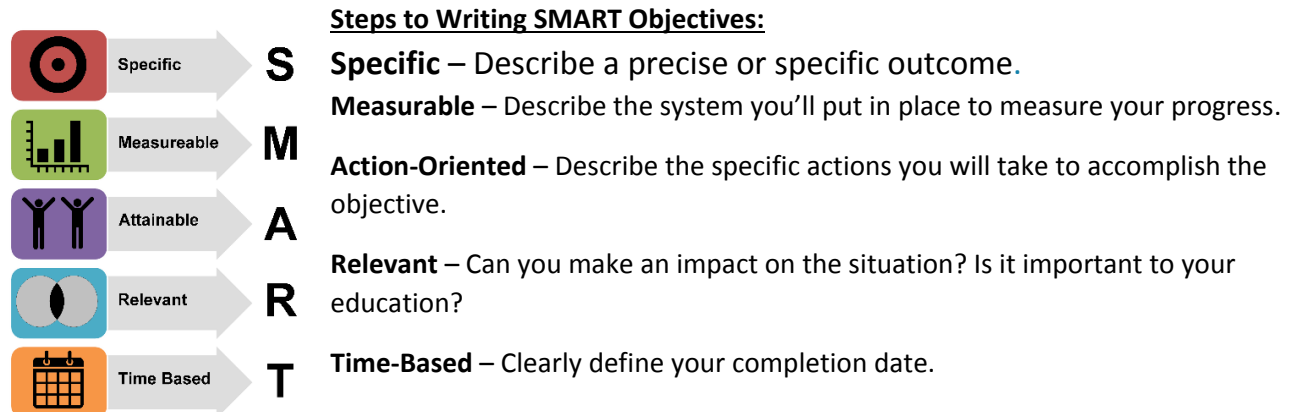 Steps to Writing SMART Objectives:
Specific S
Specific – Describe a precise or specific outcome.
Measurable – Describe the system you’ll put in place to measure your progress.
Measureable M
Action-Oriented – Describe the specific actions you will take to accomplish the
objective.
Attainable A
Relevant – Can you make an impact on the situation? Is it important to your
education?
Relevant R
Time-Based – Clearly define your completion date.
Time Based T